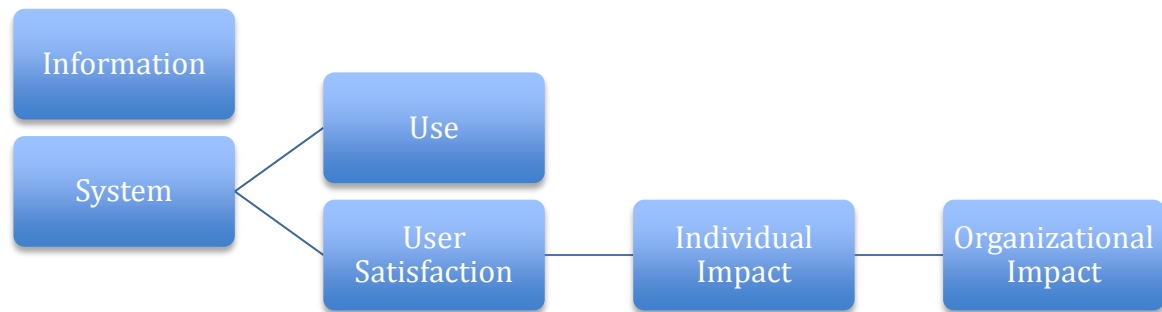 Information
System
Use
User
Satisfaction
Individual
Impact
Organizational
Impact